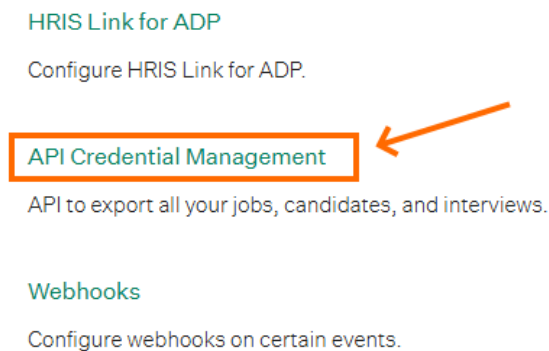 HRIS Link for ADP
Configure HRIS Link for ADP.
API Credential Management
API to export all your jobs, candidates, and interviews.
Webhooks
Configure webhooks on certain events.